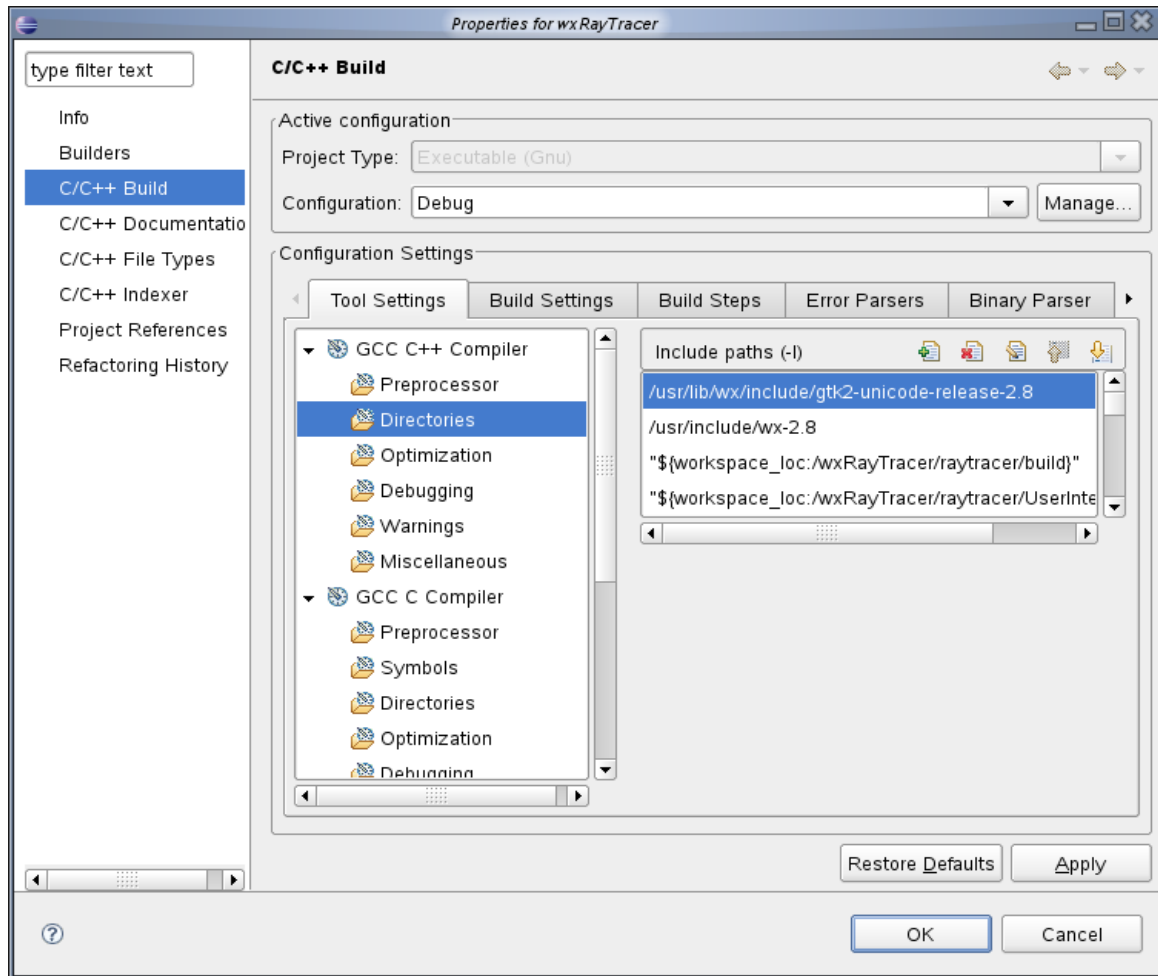 Properties for wxRayTracer
type filter text
Info
Builders
C/C++ Build
C/C++ Documentatio
C/C++ File Types
C/C++ Indexer
Project References
Refactoring History
C/C++ Build
Active configuration
Project Type: Executable (Gnu)
Configuration: Debug Manage...
Configuration Settings
Tool Settings Build Settings Build Steps Error Parsers Binary Parser
GCC C++ Compiler
Preprocessor
Directories
Optimization
Debugging
Warnings
Miscellaneous
GCC C Compiler
Preprocessor
Symbols
Directories
Optimization
Debugging
Include paths (-I)
/usr/lib/wx/include/gtk2-unicode-release-2.8
/usr/include/wx-2.8
"${workspace_loc:/wxRayTracer/raytracer/build}"
"${workspace_loc:/wxRayTracer/raytracer/UserInte
Restore Defaults Apply
? OK Cancel